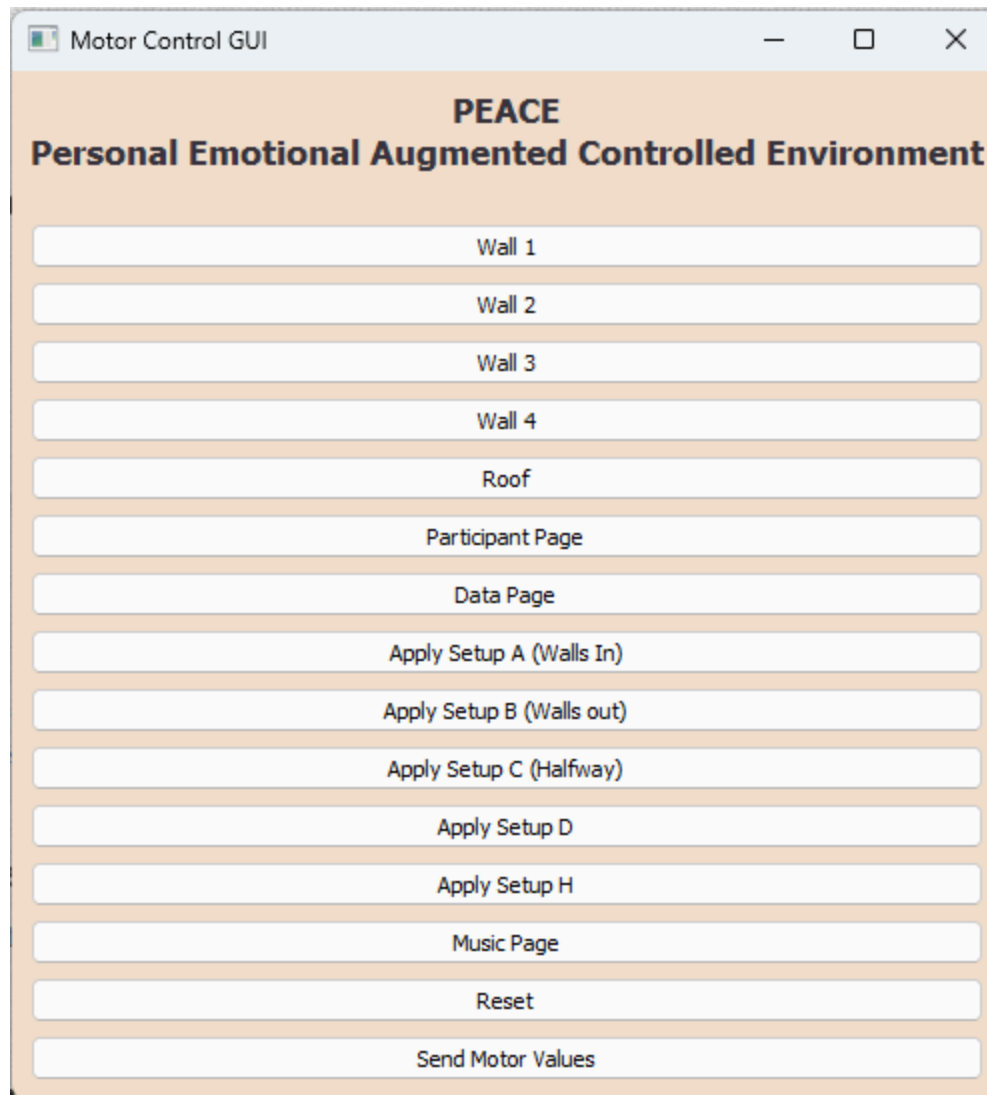 Motor Control GUI
PEACE
Personal Emotional Augmented Controlled Environment
Wall 1
Wall 2
Wall 3
Wall 4
Roof
Participant Page
Data Page
Apply Setup A (Walls In)
Apply Setup B (Walls out)
Apply Setup C (Halfway)
Apply Setup D
Apply Setup H
Music Page
Reset
Send Motor Values